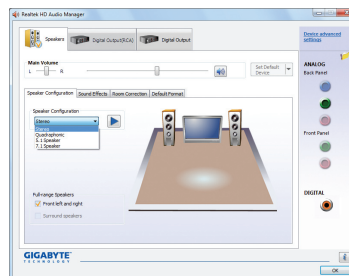 Realtek HD Audio Manager
Speakers
Digital Output(RCA)
Digital Output
Device advanced settings
Main Volume
L
R
Set Default Device
ANALOG
Back Panel
Speaker Configuration
Sound Effects
Room Correction
Default Format
Speaker Configuration
Stereo
Stereo
Quadraphonic
5.1 Speaker
7.1 Speaker
Front Panel
Full-range Speakers
Front left and right
Surround speakers
DIGITAL
GIGABYTE
TECHNOLOGY
i
OK